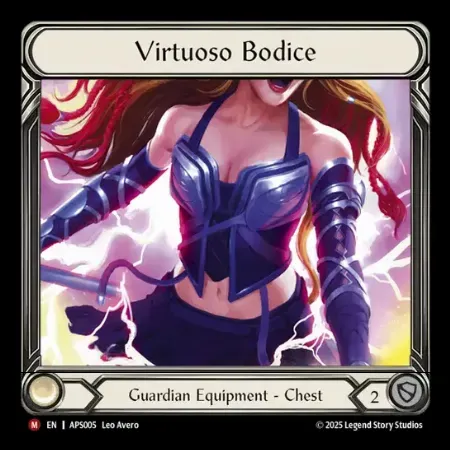 Virtuoso Bodice
Guardian Equipment - Chest
2
M EN | APS005 Leo Avero
© 2025 Legend Story Studios